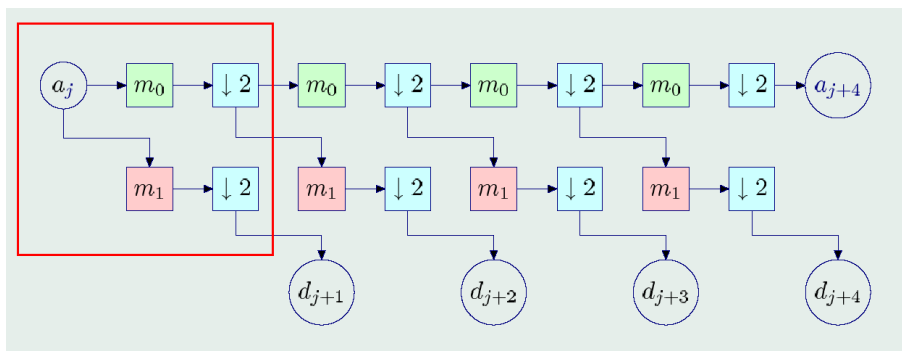 a_j m_0 ↓ 2 m_0 ↓ 2 m_0 ↓ 2 m_0 ↓ 2 a_{j+4}
m_1 ↓ 2 m_1 ↓ 2 m_1 ↓ 2 m_1 ↓ 2
d_{j+1} d_{j+2} d_{j+3} d_{j+4}